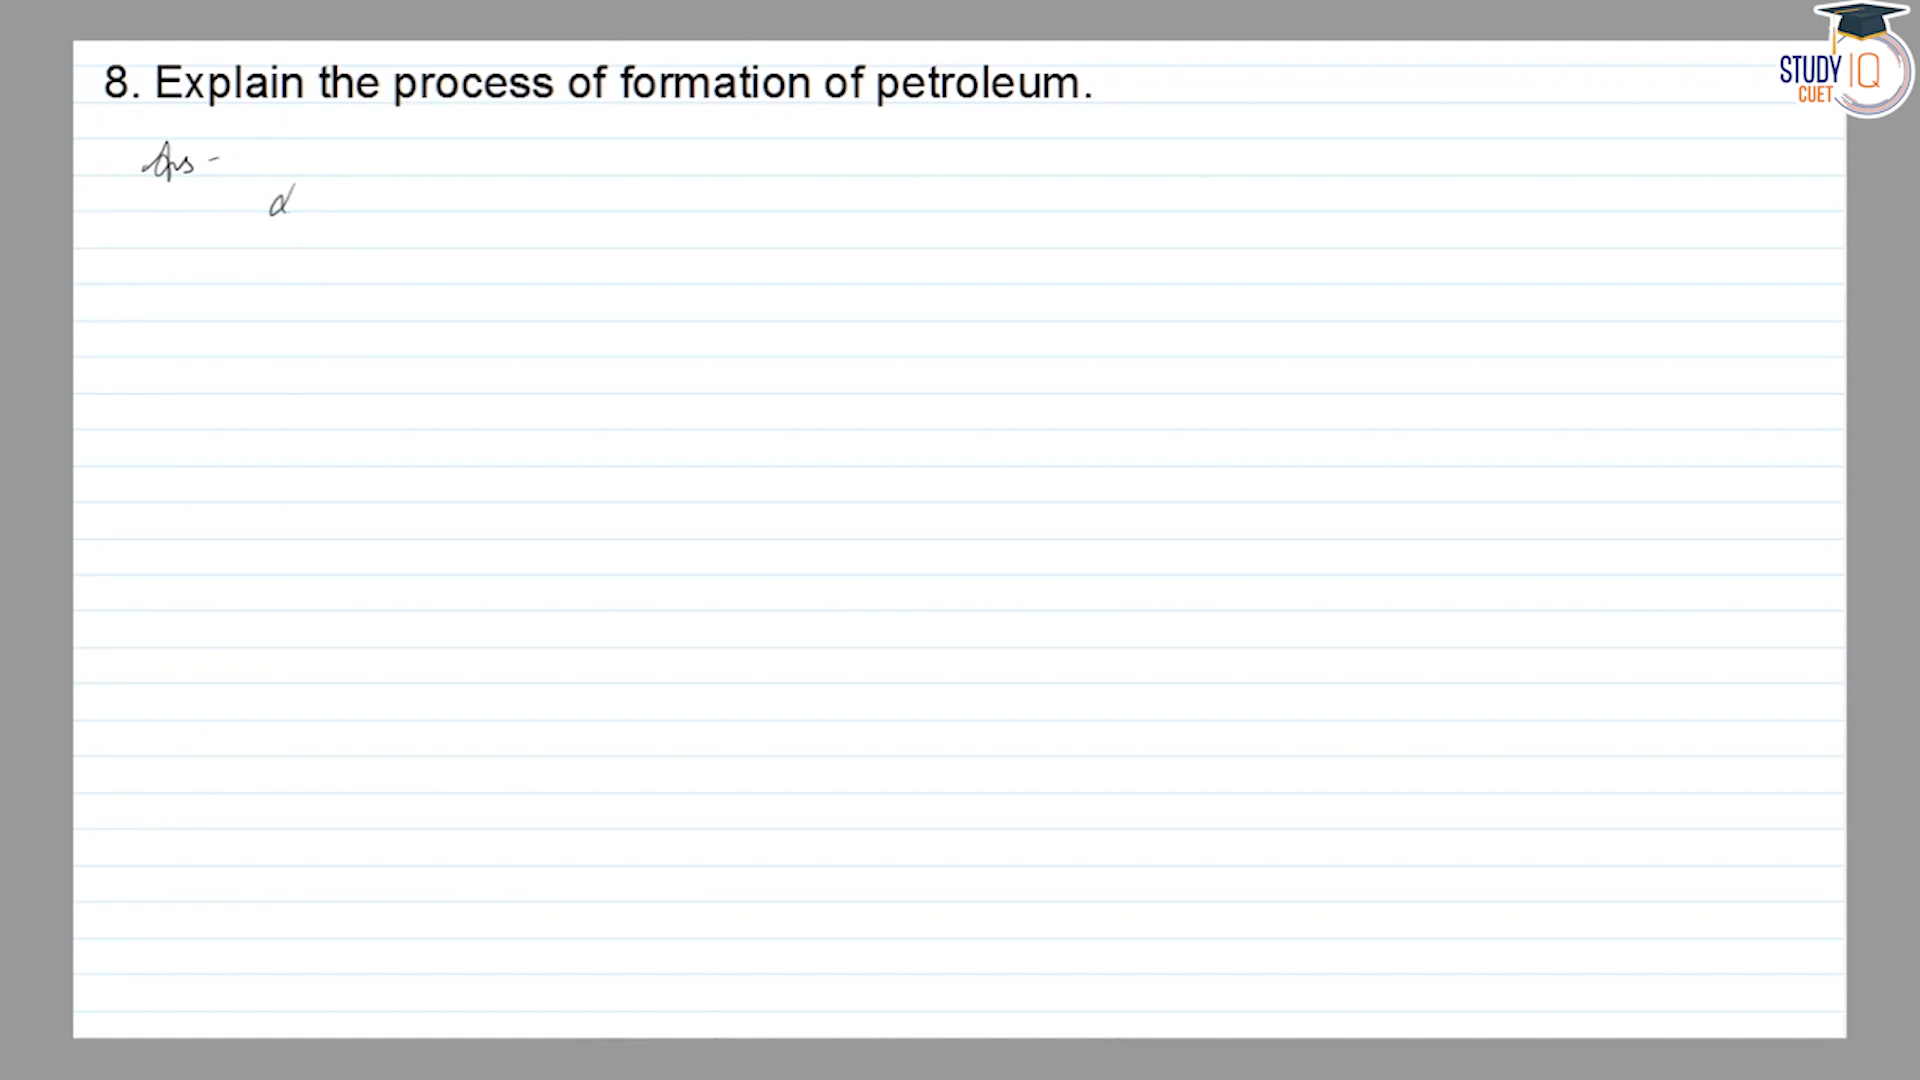 8. Explain the process of formation of petroleum.
Ans -
d
STUDY IQ
CUET